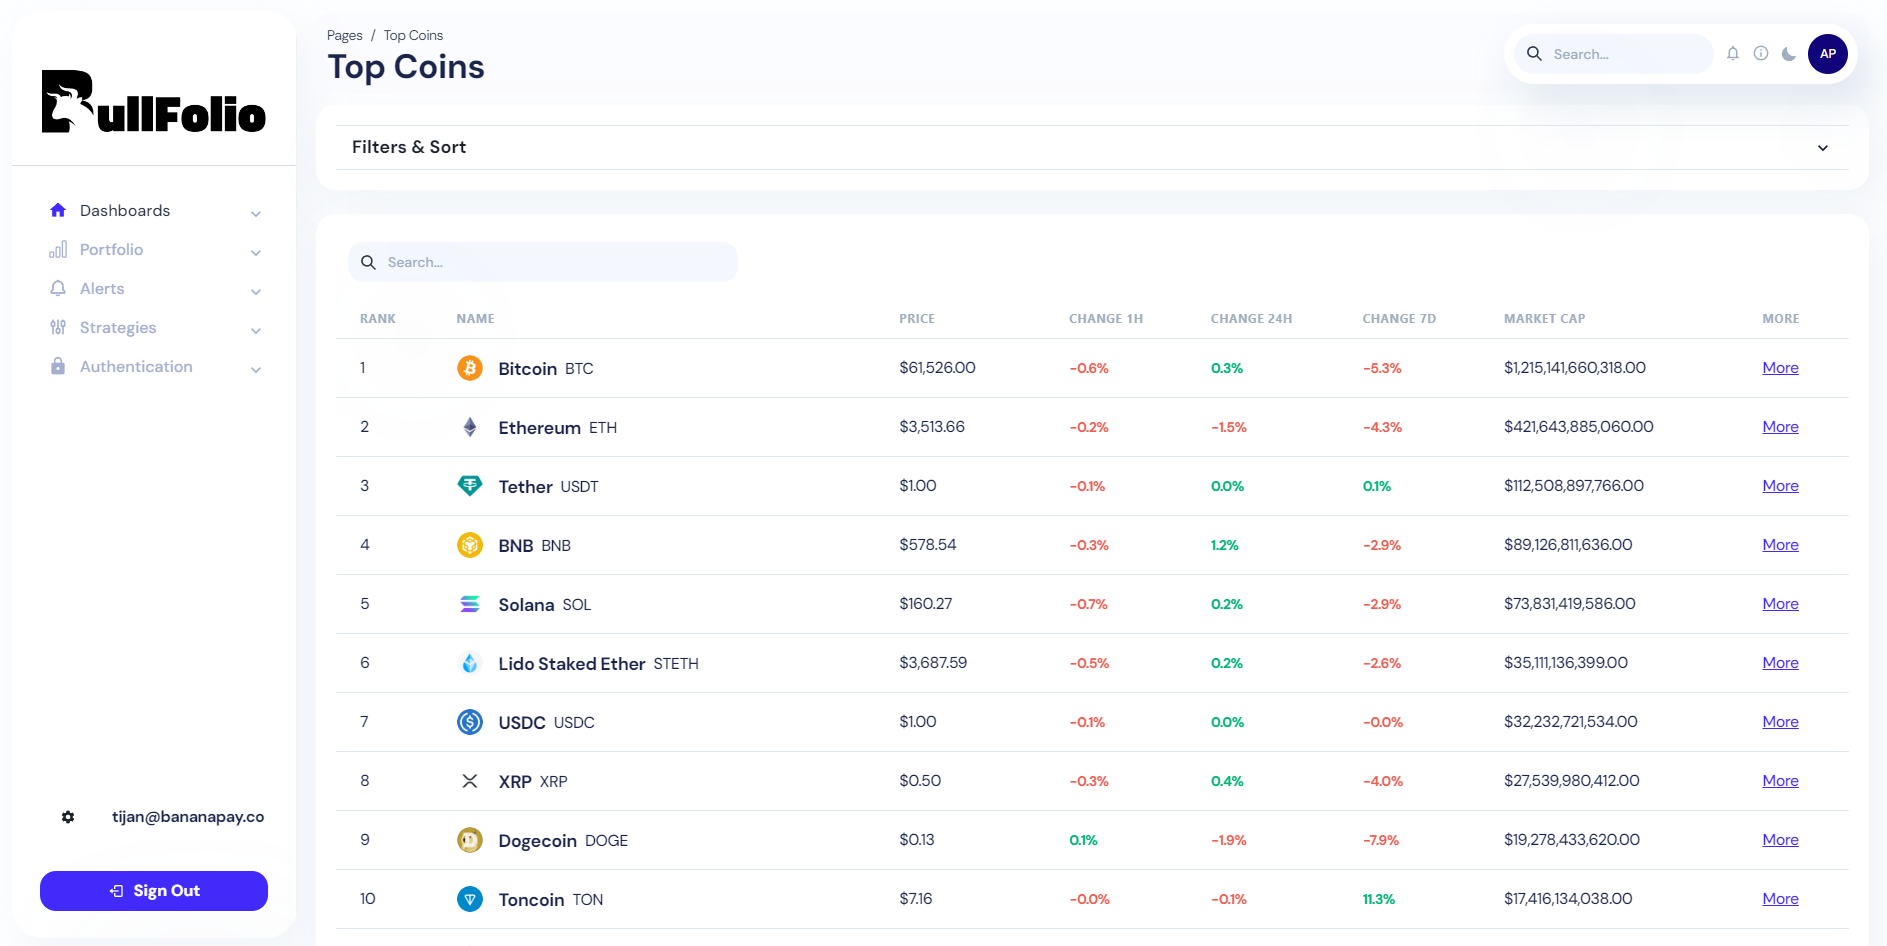 BullFolio
Dashboards
Portfolio
Alerts
Strategies
Authentication
tijan@bananapay.co
Sign Out
Pages / Top Coins
Top Coins
Search...
AP
Filters & Sort
Search...
RANK NAME PRICE CHANGE 1H CHANGE 24H CHANGE 7D MARKET CAP MORE
1 Bitcoin BTC $61,526.00 -0.6% 0.3% -5.3% $1,215,141,660,318.00 More
2 Ethereum ETH $3,513.66 -0.2% -1.5% -4.3% $421,643,885,060.00 More
3 Tether USDT $1.00 -0.1% 0.0% 0.1% $112,508,897,766.00 More
4 BNB BNB $578.54 -0.3% 1.2% -2.9% $89,126,811,636.00 More
5 Solana SOL $160.27 -0.7% 0.2% -2.9% $73,831,419,586.00 More
6 Lido Staked Ether STETH $3,687.59 -0.5% 0.2% -2.6% $35,111,136,399.00 More
7 USDC USDC $1.00 -0.1% 0.0% -0.0% $32,232,721,534.00 More
8 XRP XRP $0.50 -0.3% 0.4% -4.0% $27,539,980,412.00 More
9 Dogecoin DOGE $0.13 0.1% -1.9% -7.9% $19,278,433,620.00 More
10 Toncoin TON $7.16 -0.0% -0.1% 11.3% $17,416,134,038.00 More